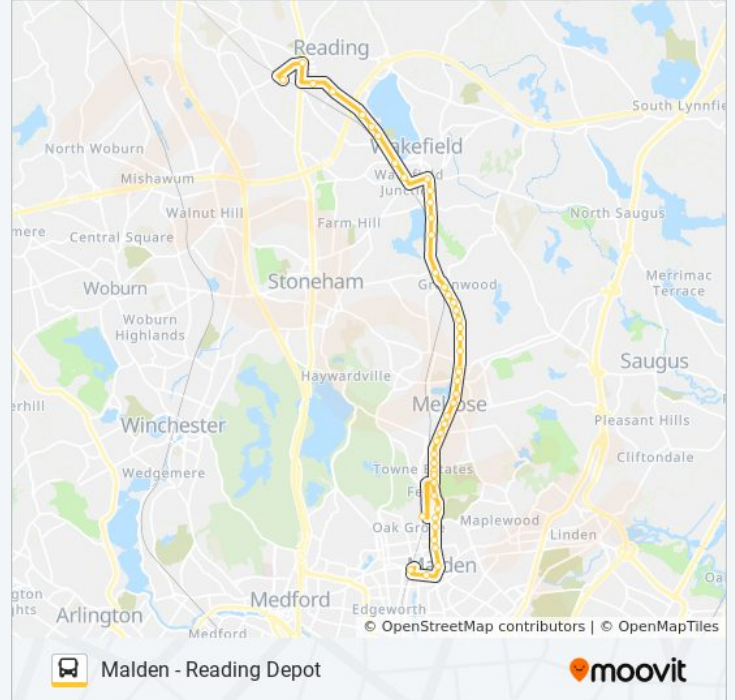 Reading
South Lynnfie
Wakefield
North Woburn
Mishawum
Walnut Hill
North Saugus
Farm Hill
mere
Central Square
Merrimac
Terrace
Stoneham
Greenwood
Woburn
Woburn
Highlands
Saugus
Haywardville
erhill
Melrose
Pleasant Hills
Winchester
Cliftondale
Wedgemere
Towne Estates
Fe
Oak Grove
Maplewood
Linden
Malden
Oa
gton
ghts
Medford
Arlington
Edgeworth
Medford
© OpenStreetMap contributors | © OpenMapTiles
Malden - Reading Depot
moovit